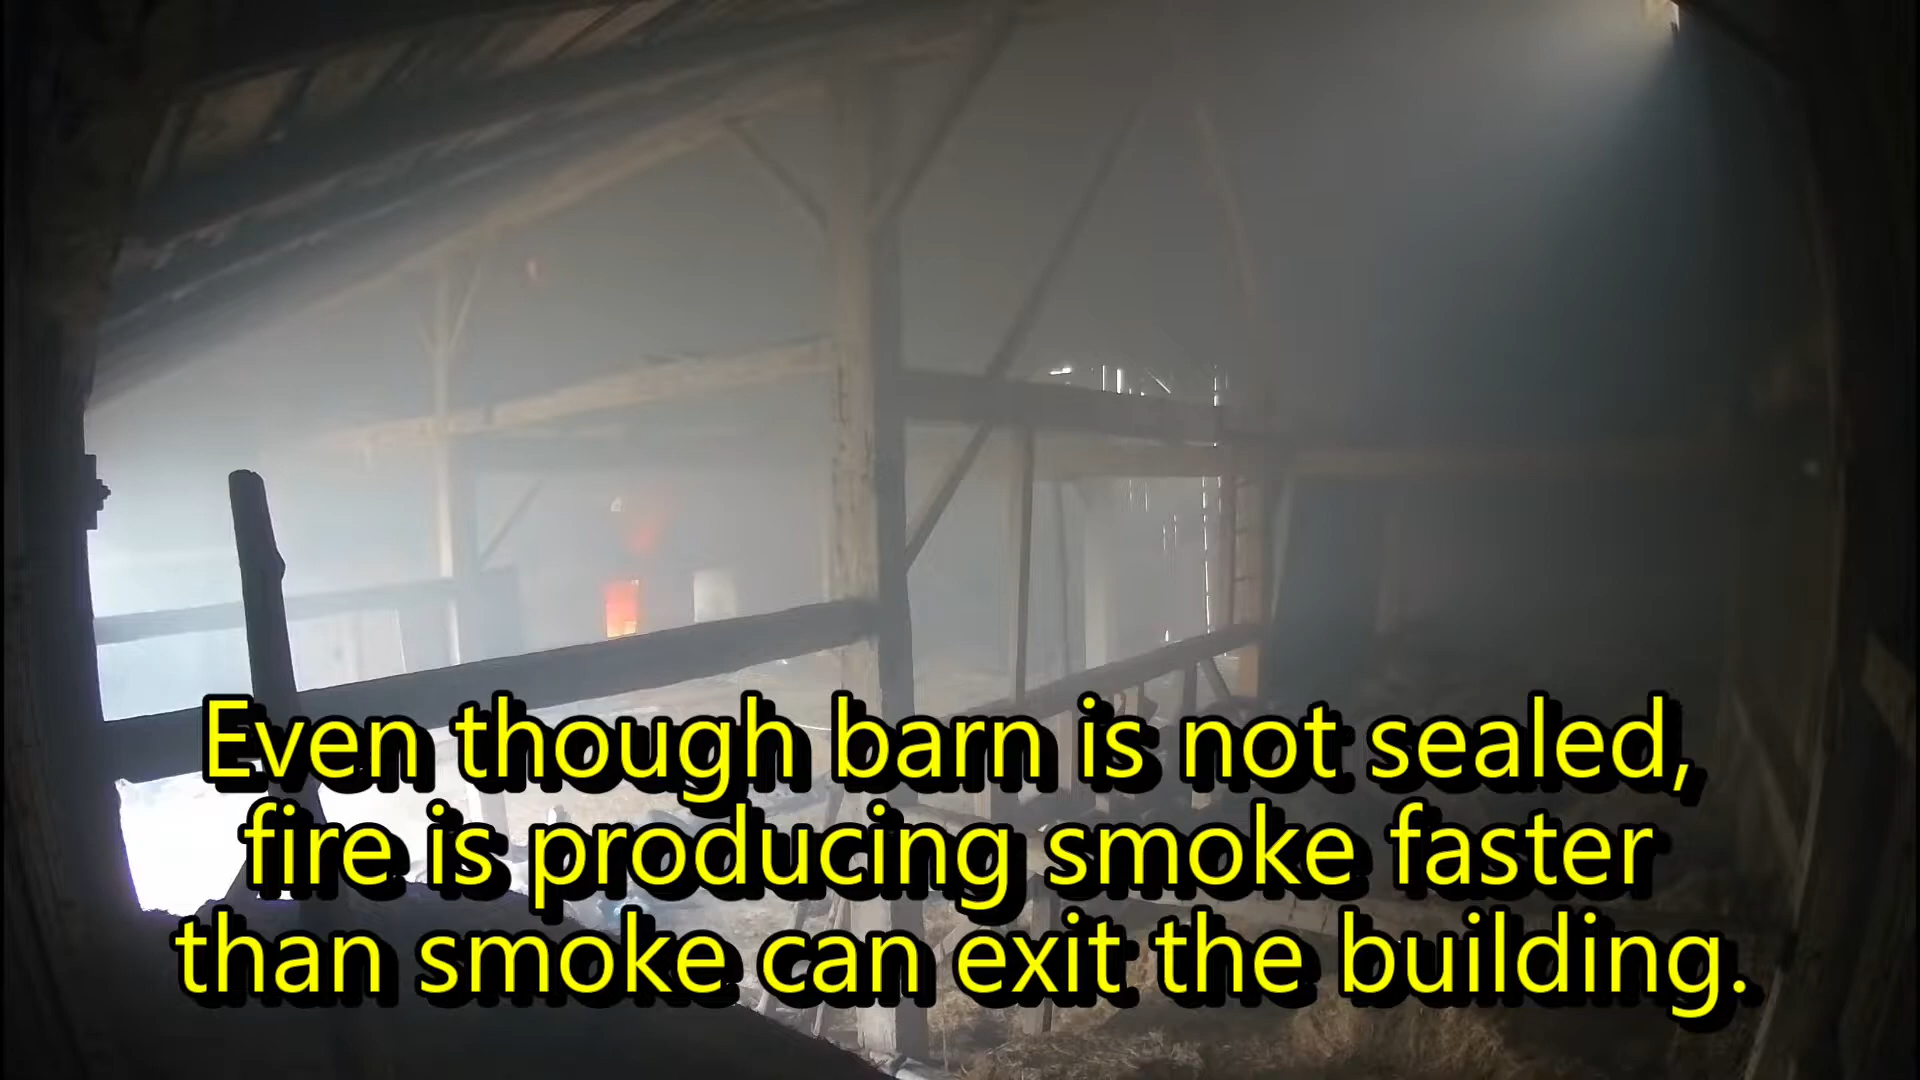 Even though barn is not sealed,
fire is producing smoke faster
than smoke can exit the building.